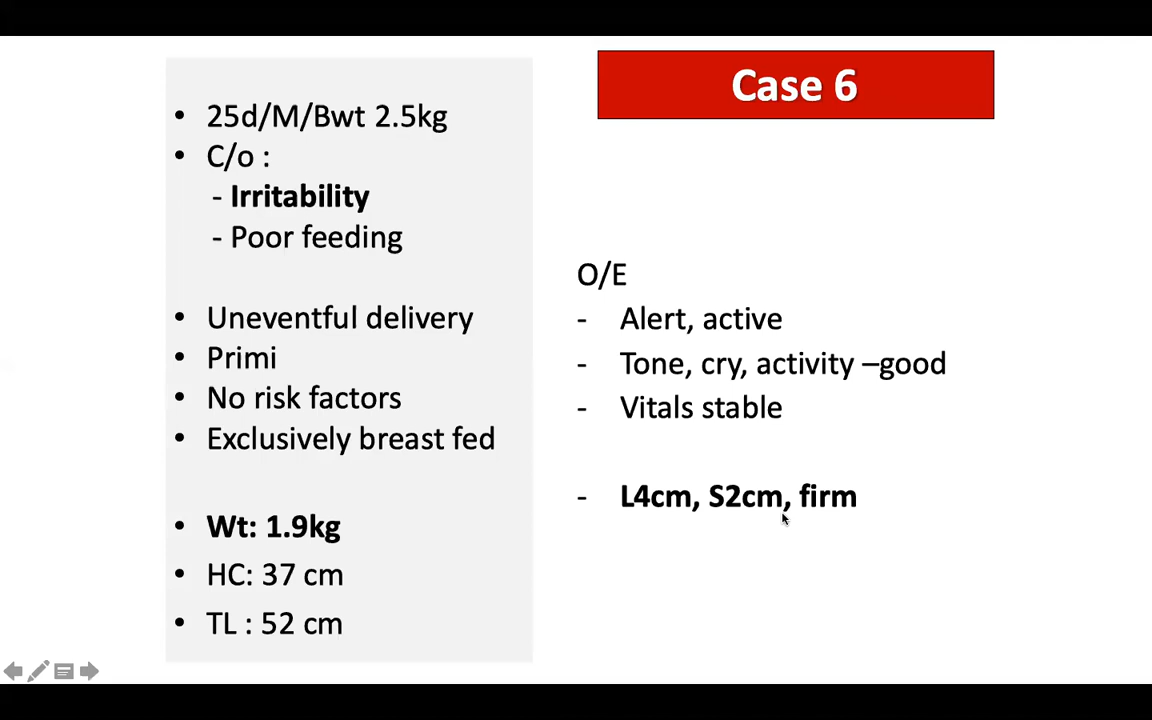 Case 6
• 25d/M/Bwt 2.5kg
• C/o :
- Irritability
- Poor feeding
• Uneventful delivery
• Primi
• No risk factors
• Exclusively breast fed
• Wt: 1.9kg
• HC: 37 cm
• TL : 52 cm
O/E
- Alert, active
- Tone, cry, activity –good
- Vitals stable
- L4cm, S2cm, firm